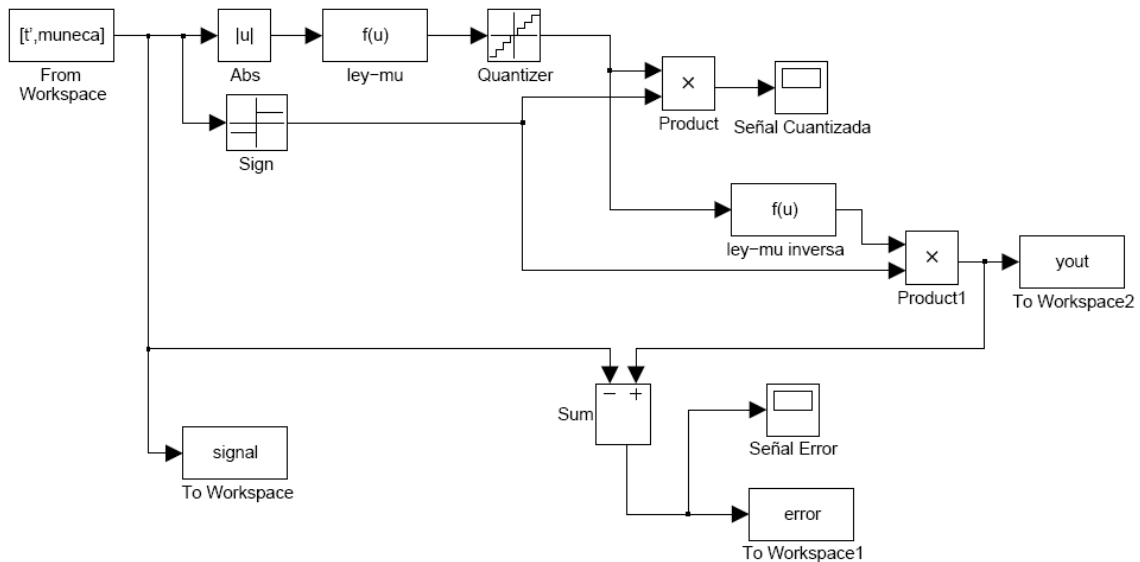 [t',muneca]
From
Workspace
|u|
Abs
f(u)
ley−mu
Quantizer
Sign
×
Product
Señal Cuantizada
f(u)
ley−mu inversa
×
Product1
yout
To Workspace2
− +
Sum
Señal Error
signal
To Workspace
error
To Workspace1